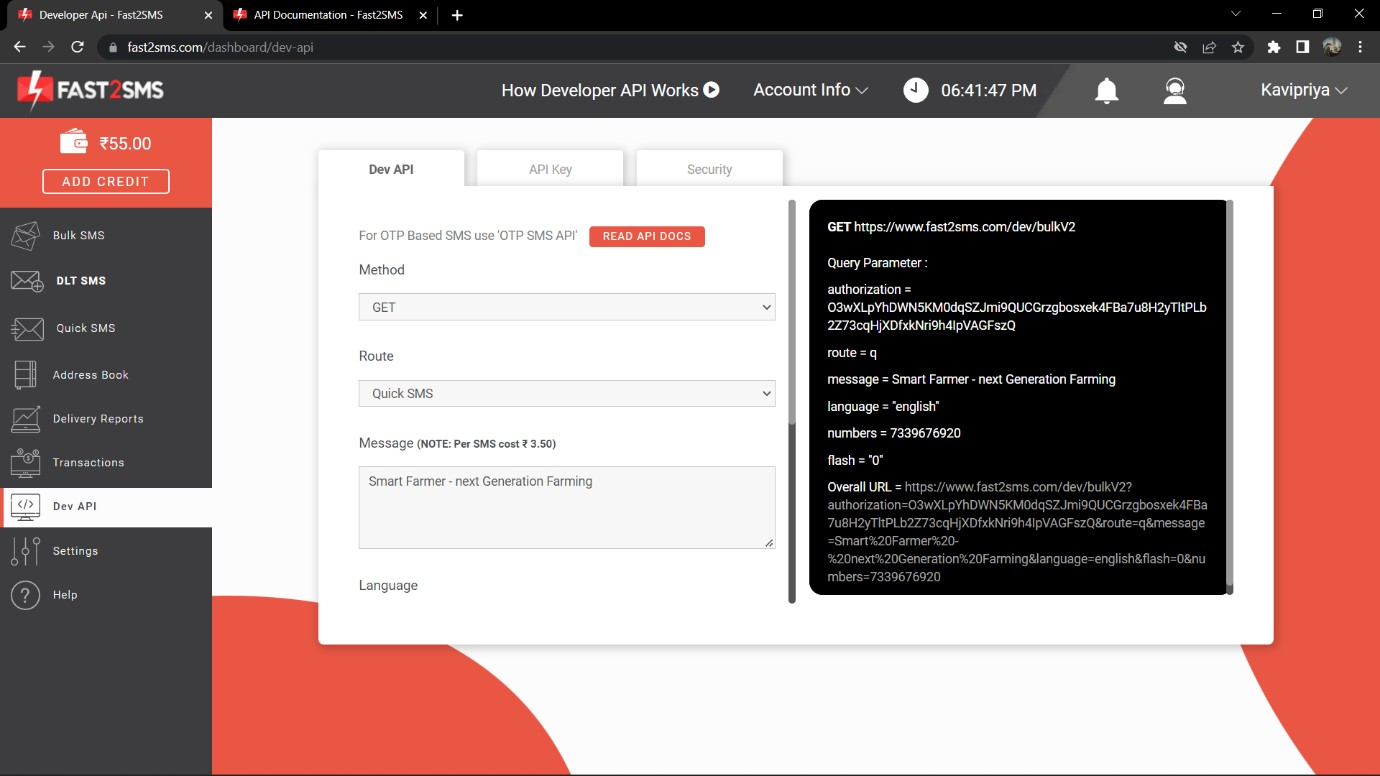 Developer Api - Fast2SMS
API Documentation - Fast2SMS
fast2sms.com/dashboard/dev-api
FAST2SMS
How Developer API Works
Account Info
06:41:47 PM
Kavipriya
₹55.00
ADD CREDIT
Bulk SMS
DLT SMS
Quick SMS
Address Book
Delivery Reports
Transactions
Dev API
Settings
Help
Dev API
API Key
Security
For OTP Based SMS use 'OTP SMS API'
READ API DOCS
Method
GET
Route
Quick SMS
Message (NOTE: Per SMS cost ₹ 3.50)
Smart Farmer - next Generation Farming
Language
GET https://www.fast2sms.com/dev/bulkV2
Query Parameter :
authorization =
O3wXLpYhDWN5KM0dqSZJmi9QUCGrzgbosxek4FBa7u8H2yTltPLb
2Z73cqHjXDfxkNri9h4IpVAGFszQ
route = q
message = Smart Farmer - next Generation Farming
language = "english"
numbers = 7339676920
flash = "0"
Overall URL = https://www.fast2sms.com/dev/bulkV2?
authorization=O3wXLpYhDWN5KM0dqSZJmi9QUCGrzgbosxek4FBa
7u8H2yTltPLb2Z73cqHjXDfxkNri9h4IpVAGFszQ&route=q&message
=Smart%20Farmer%20-
%20next%20Generation%20Farming&language=english&flash=0&nu
mbers=7339676920